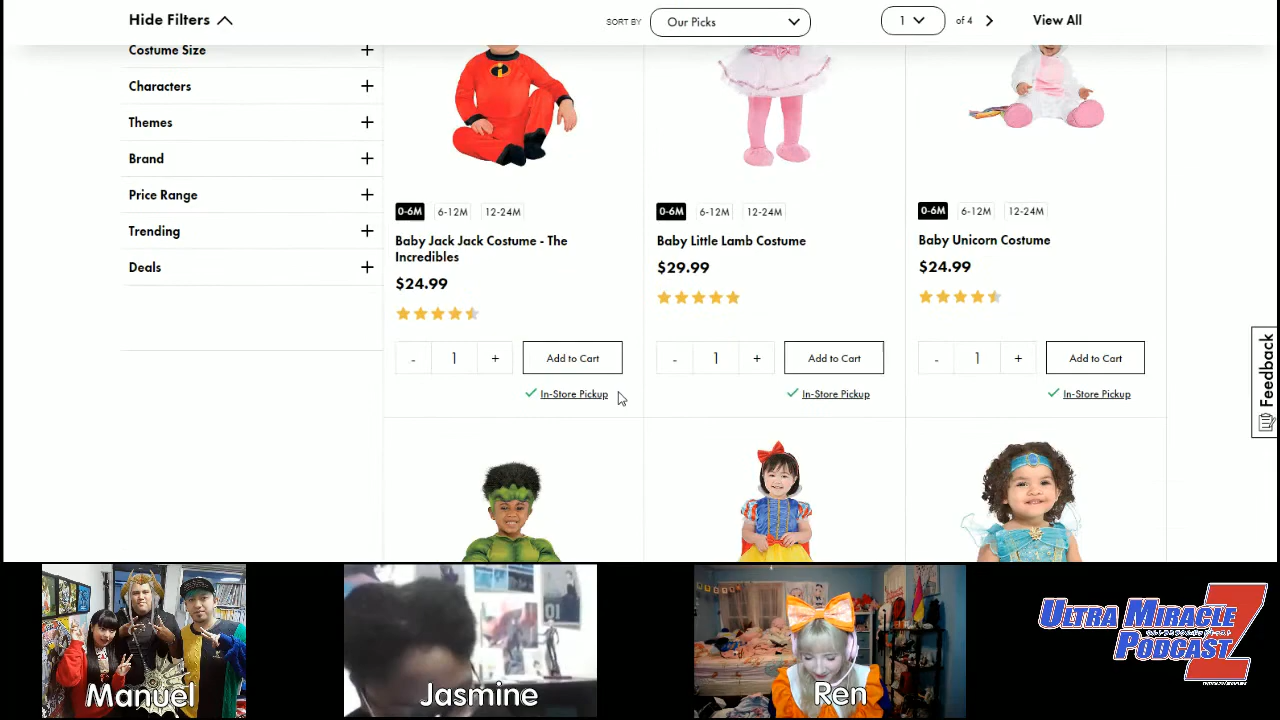 Hide Filters
SORT BY
Our Picks
1
of 4
View All
Costume Size
Characters
Themes
Brand
Price Range
Trending
Deals
0-6M 6-12M 12-24M
Baby Jack Jack Costume - The
Incredibles
$24.99
- 1 +
Add to Cart
In-Store Pickup
0-6M 6-12M 12-24M
Baby Little Lamb Costume
$29.99
- 1 +
Add to Cart
In-Store Pickup
0-6M 6-12M 12-24M
Baby Unicorn Costume
$24.99
- 1 +
Add to Cart
In-Store Pickup
Feedback
Manuel
Jasmine
Ren
ULTRA MIRACLE
PODCAST
Z